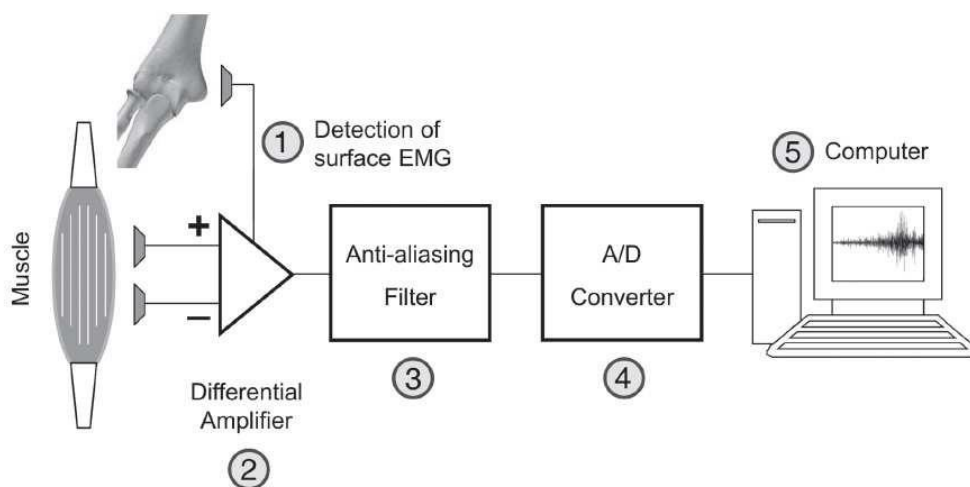 1 Detection of
surface EMG
5 Computer
Muscle
+
−
Anti-aliasing
Filter
A/D
Converter
3
4
Differential
Amplifier
2